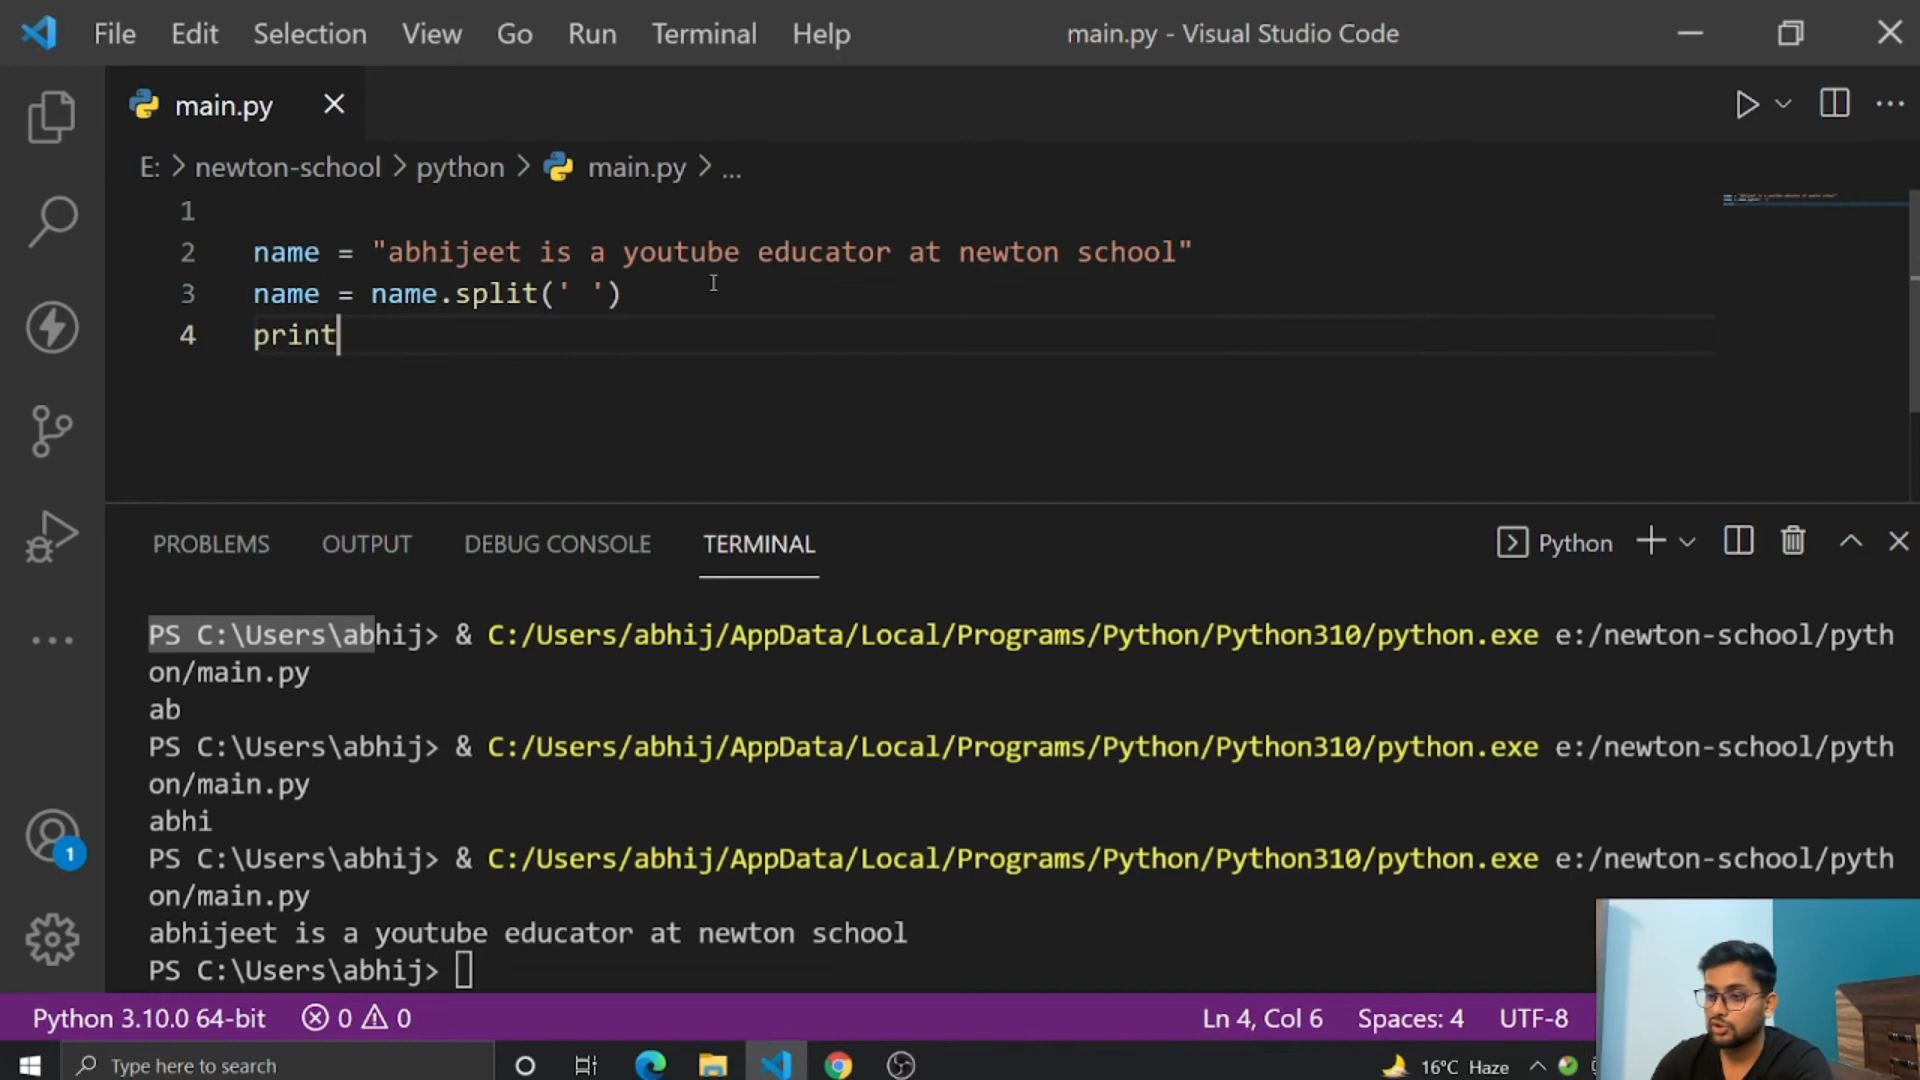 File Edit Selection View Go Run Terminal Help main.py - Visual Studio Code
main.py
E: > newton-school > python > main.py > ...
1
2 name = "abhijeet is a youtube educator at newton school"
3 name = name.split(' ')
4 print
PROBLEMS OUTPUT DEBUG CONSOLE TERMINAL Python
PS C:\Users\abhij> & C:/Users/abhij/AppData/Local/Programs/Python/Python310/python.exe e:/newton-school/pyth
on/main.py
ab
PS C:\Users\abhij> & C:/Users/abhij/AppData/Local/Programs/Python/Python310/python.exe e:/newton-school/pyth
on/main.py
abhi
PS C:\Users\abhij> & C:/Users/abhij/AppData/Local/Programs/Python/Python310/python.exe e:/newton-school/pyth
on/main.py
abhijeet is a youtube educator at newton school
PS C:\Users\abhij>
1
Python 3.10.0 64-bit 0 0 Ln 4, Col 6 Spaces: 4 UTF-8
Type here to search 16°C Haze